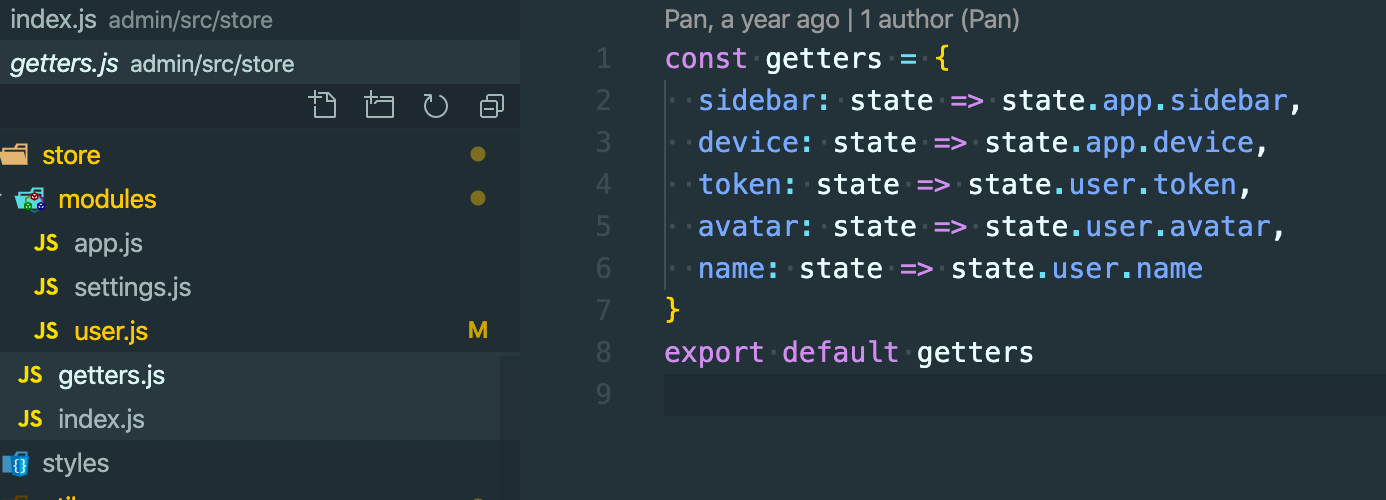 index.js admin/src/store
getters.js admin/src/store
store
modules
JS app.js
JS settings.js
JS user.js M
JS getters.js
JS index.js
{} styles
Pan, a year ago | 1 author (Pan)
1 const getters = {
2 sidebar: state => state.app.sidebar,
3 device: state => state.app.device,
4 token: state => state.user.token,
5 avatar: state => state.user.avatar,
6 name: state => state.user.name
7 }
8 export default getters
9